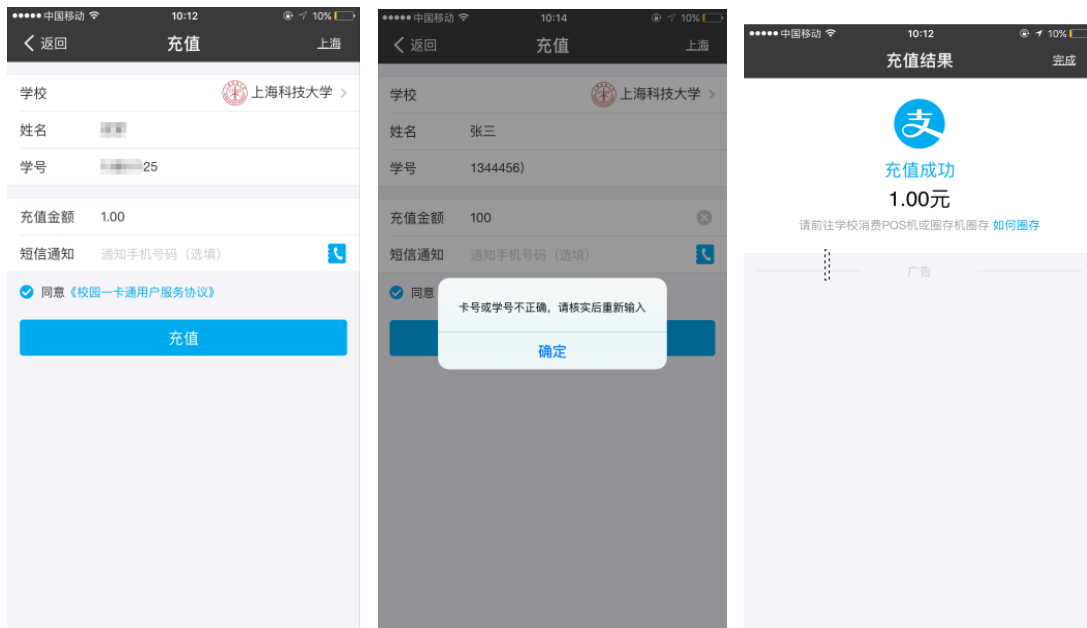 中国移动 10:12 10%
返回 充值 上海
学校 上海科技大学
姓名
学号 25
充值金额 1.00
短信通知 通知手机号码（选填）
同意《校园一卡通用户服务协议》
充值
中国移动 10:14 10%
返回 充值 上海
学校 上海科技大学
姓名 张三
学号 1344456)
充值金额 100
短信通知 通知手机号码（选填）
同意
卡号或学号不正确，请核实后重新输入
确定
中国移动 10:12 10%
充值结果 完成
支
充值成功
1.00元
请前往学校消费POS机或圈存机圈存 如何圈存
广告